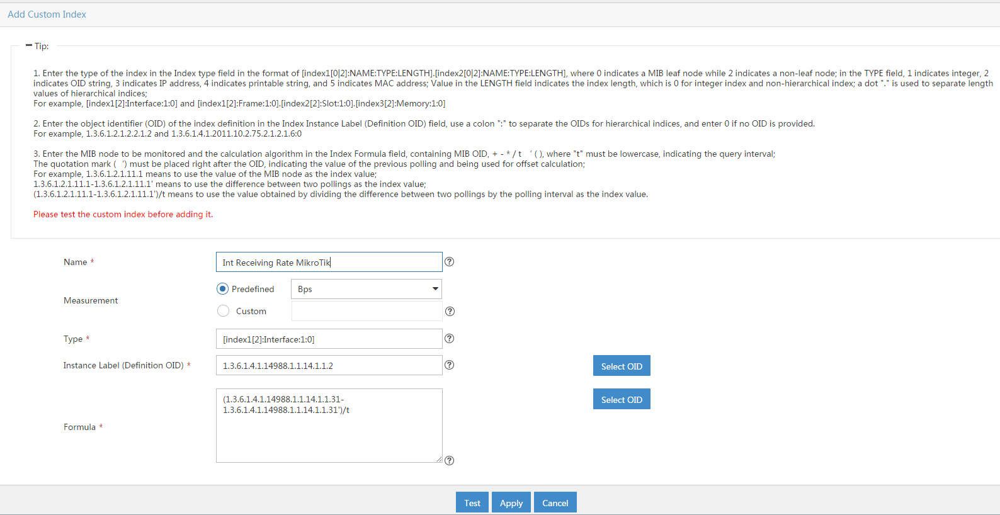 Add Custom Index
Tip:
1. Enter the type of the index in the Index type field in the format of [index1[0|2]:NAME:TYPE:LENGTH].[index2[0|2]:NAME:TYPE:LENGTH], where 0 indicates a MIB leaf node while 2 indicates a non-leaf node; in the TYPE field, 1 indicates integer, 2
indicates OID string, 3 indicates IP address, 4 indicates printable string, and 5 indicates MAC address; Value in the LENGTH field indicates the index length, which is 0 for integer index and non-hierarchical index; a dot "." is used to separate length
values of hierarchical indices;
For example, [index1[2]:Interface:1:0] and [index1[2]:Frame:1:0].[index2[2]:Slot:1:0].[index3[2]:Memory:1:0]
2. Enter the object identifier (OID) of the index definition in the Index Instance Label (Definition OID) field, use a colon ":" to separate the OIDs for hierarchical indices, and enter 0 if no OID is provided.
For example, 1.3.6.1.2.1.2.2.1.2 and 1.3.6.1.4.1.2011.10.2.75.2.1.2.1.6:0
3. Enter the MIB node to be monitored and the calculation algorithm in the Index Formula field, containing MIB OID, + - * / t ‘ ( ), where "t" must be lowercase, indicating the query interval;
The quotation mark ( ‘) must be placed right after the OID, indicating the value of the previous polling and being used for offset calculation;
For example, 1.3.6.1.2.1.11.1 means to use the value of the MIB node as the index value;
1.3.6.1.2.1.11.1-1.3.6.1.2.1.11.1' means to use the difference between two pollings as the index value;
(1.3.6.1.2.1.11.1-1.3.6.1.2.1.11.1')/t means to use the value obtained by dividing the difference between two pollings by the polling interval as the index value.
Please test the custom index before adding it.
Name * Int Receiving Rate MikroTik ?
Measurement
Predefined Bps
Custom ?
Type * [index1[2]:Interface:1:0] ?
Instance Label (Definition OID) * 1.3.6.1.4.1.14988.1.1.14.1.1.2 ? Select OID
Formula *
(1.3.6.1.4.1.14988.1.1.14.1.1.31-
1.3.6.1.4.1.14988.1.1.14.1.1.31')/t
? Select OID
Test Apply Cancel